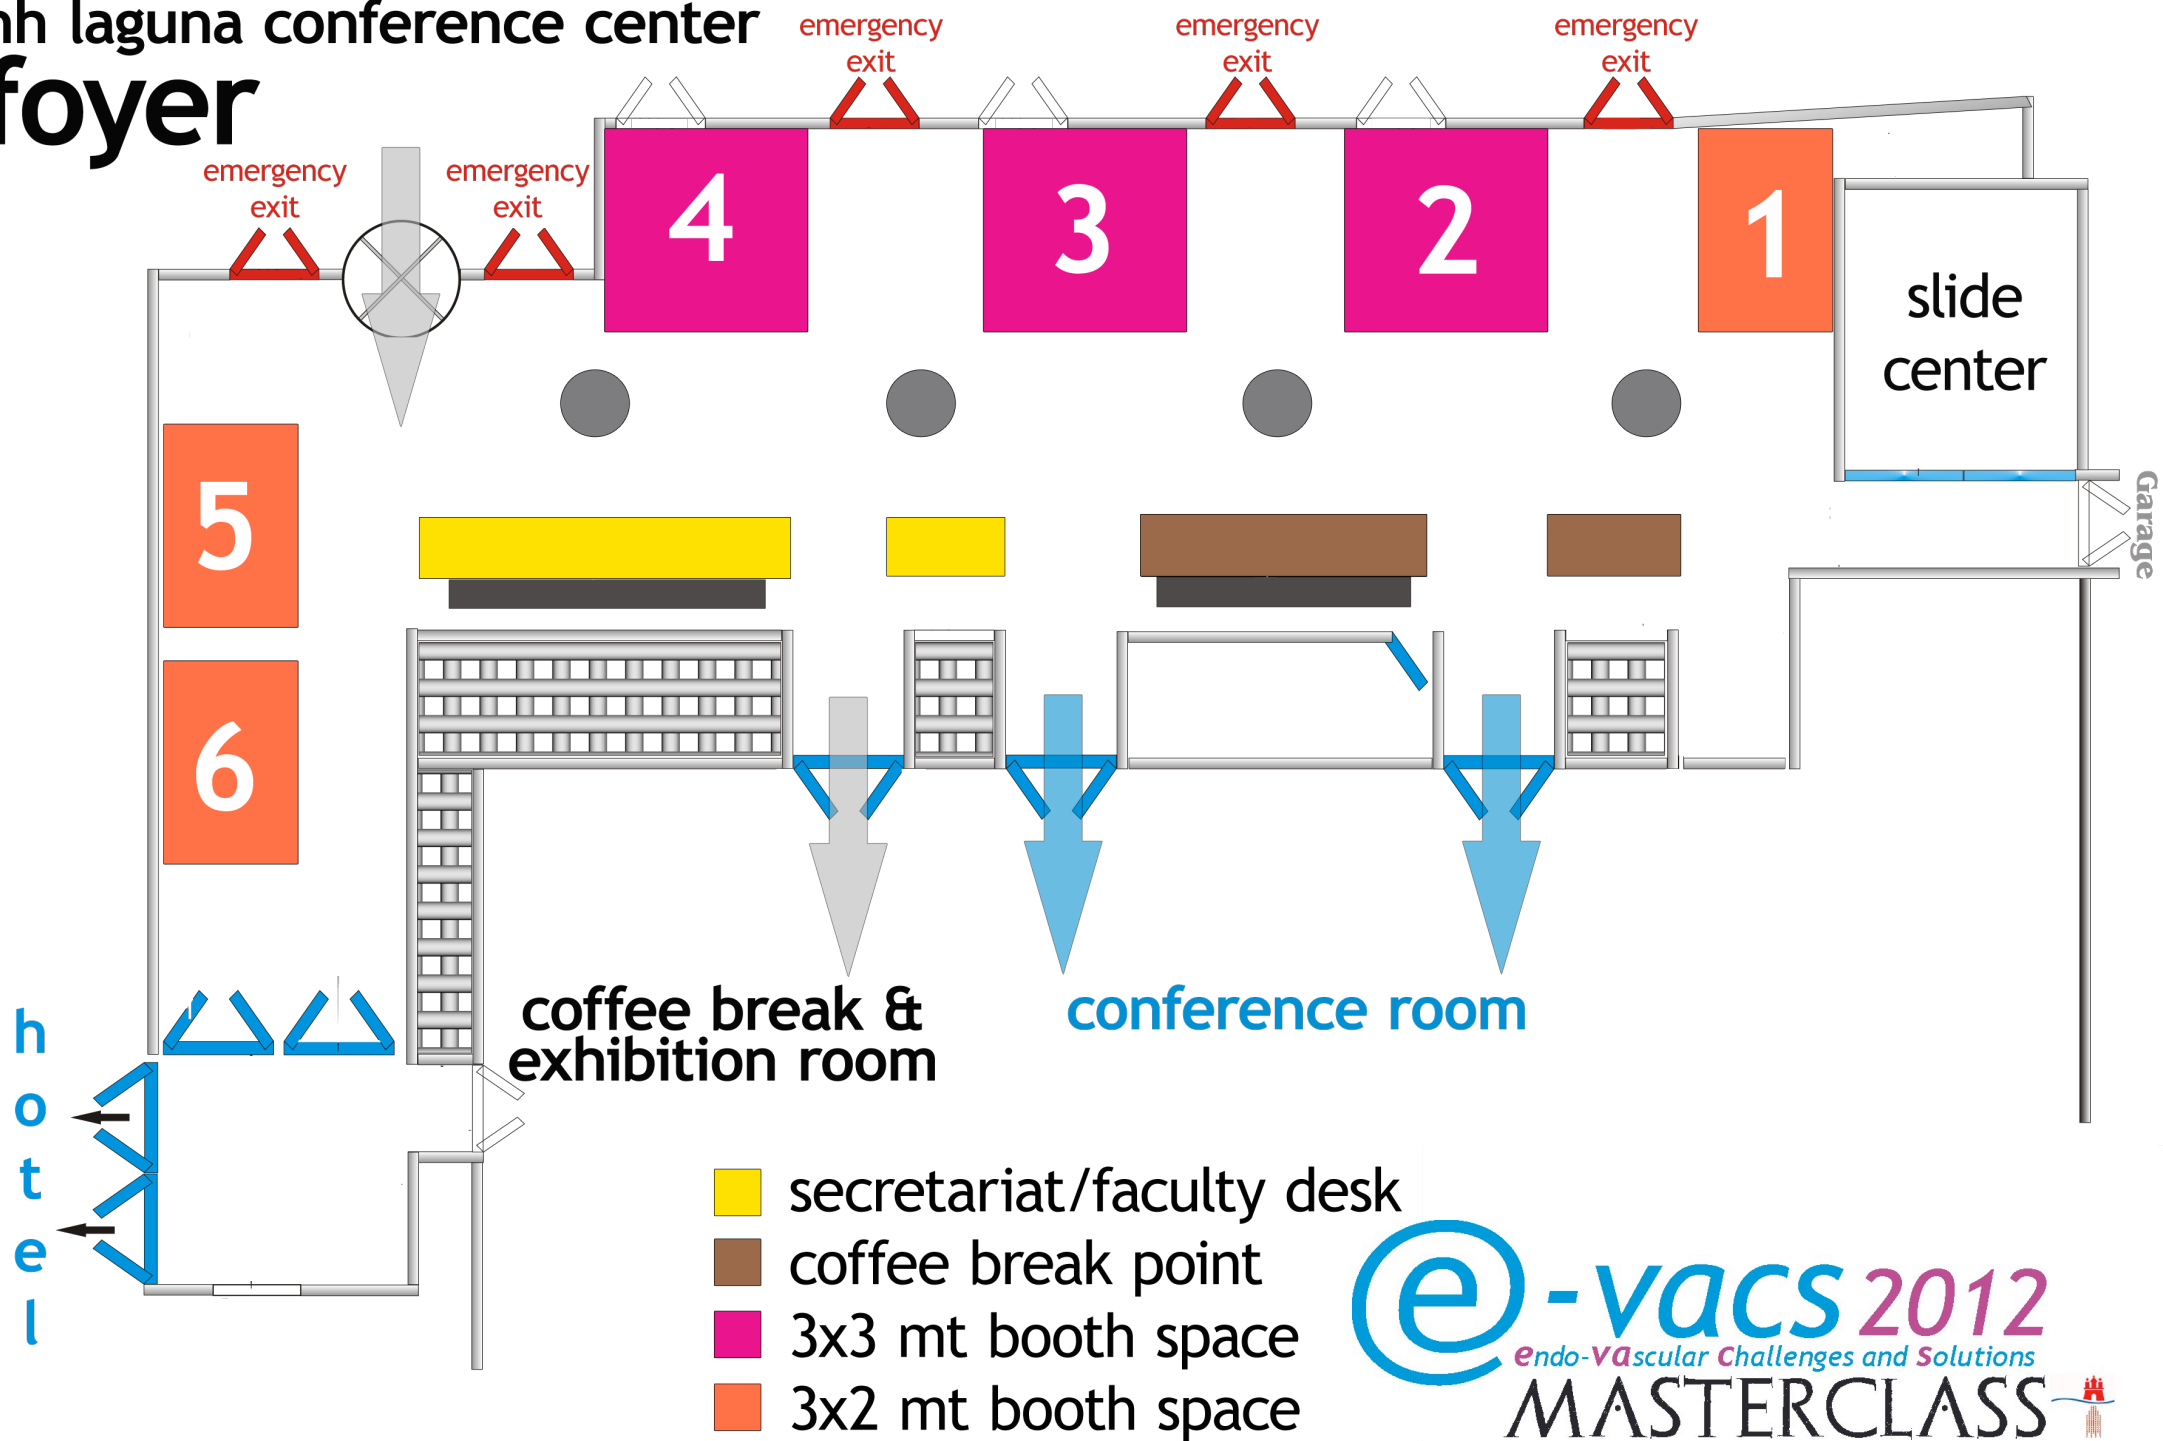 nh laguna conference center
foyer
emergency
exit
emergency
exit
emergency
exit
emergency
exit
emergency
exit
4
3
2
1
slide
center
Garage
5
6
coffee break &
exhibition room
conference room
hotel
secretariat/faculty desk
coffee break point
3x3 mt booth space
3x2 mt booth space
e-vacs 2012
endo-vascular challenges and solutions
MASTERCLASS